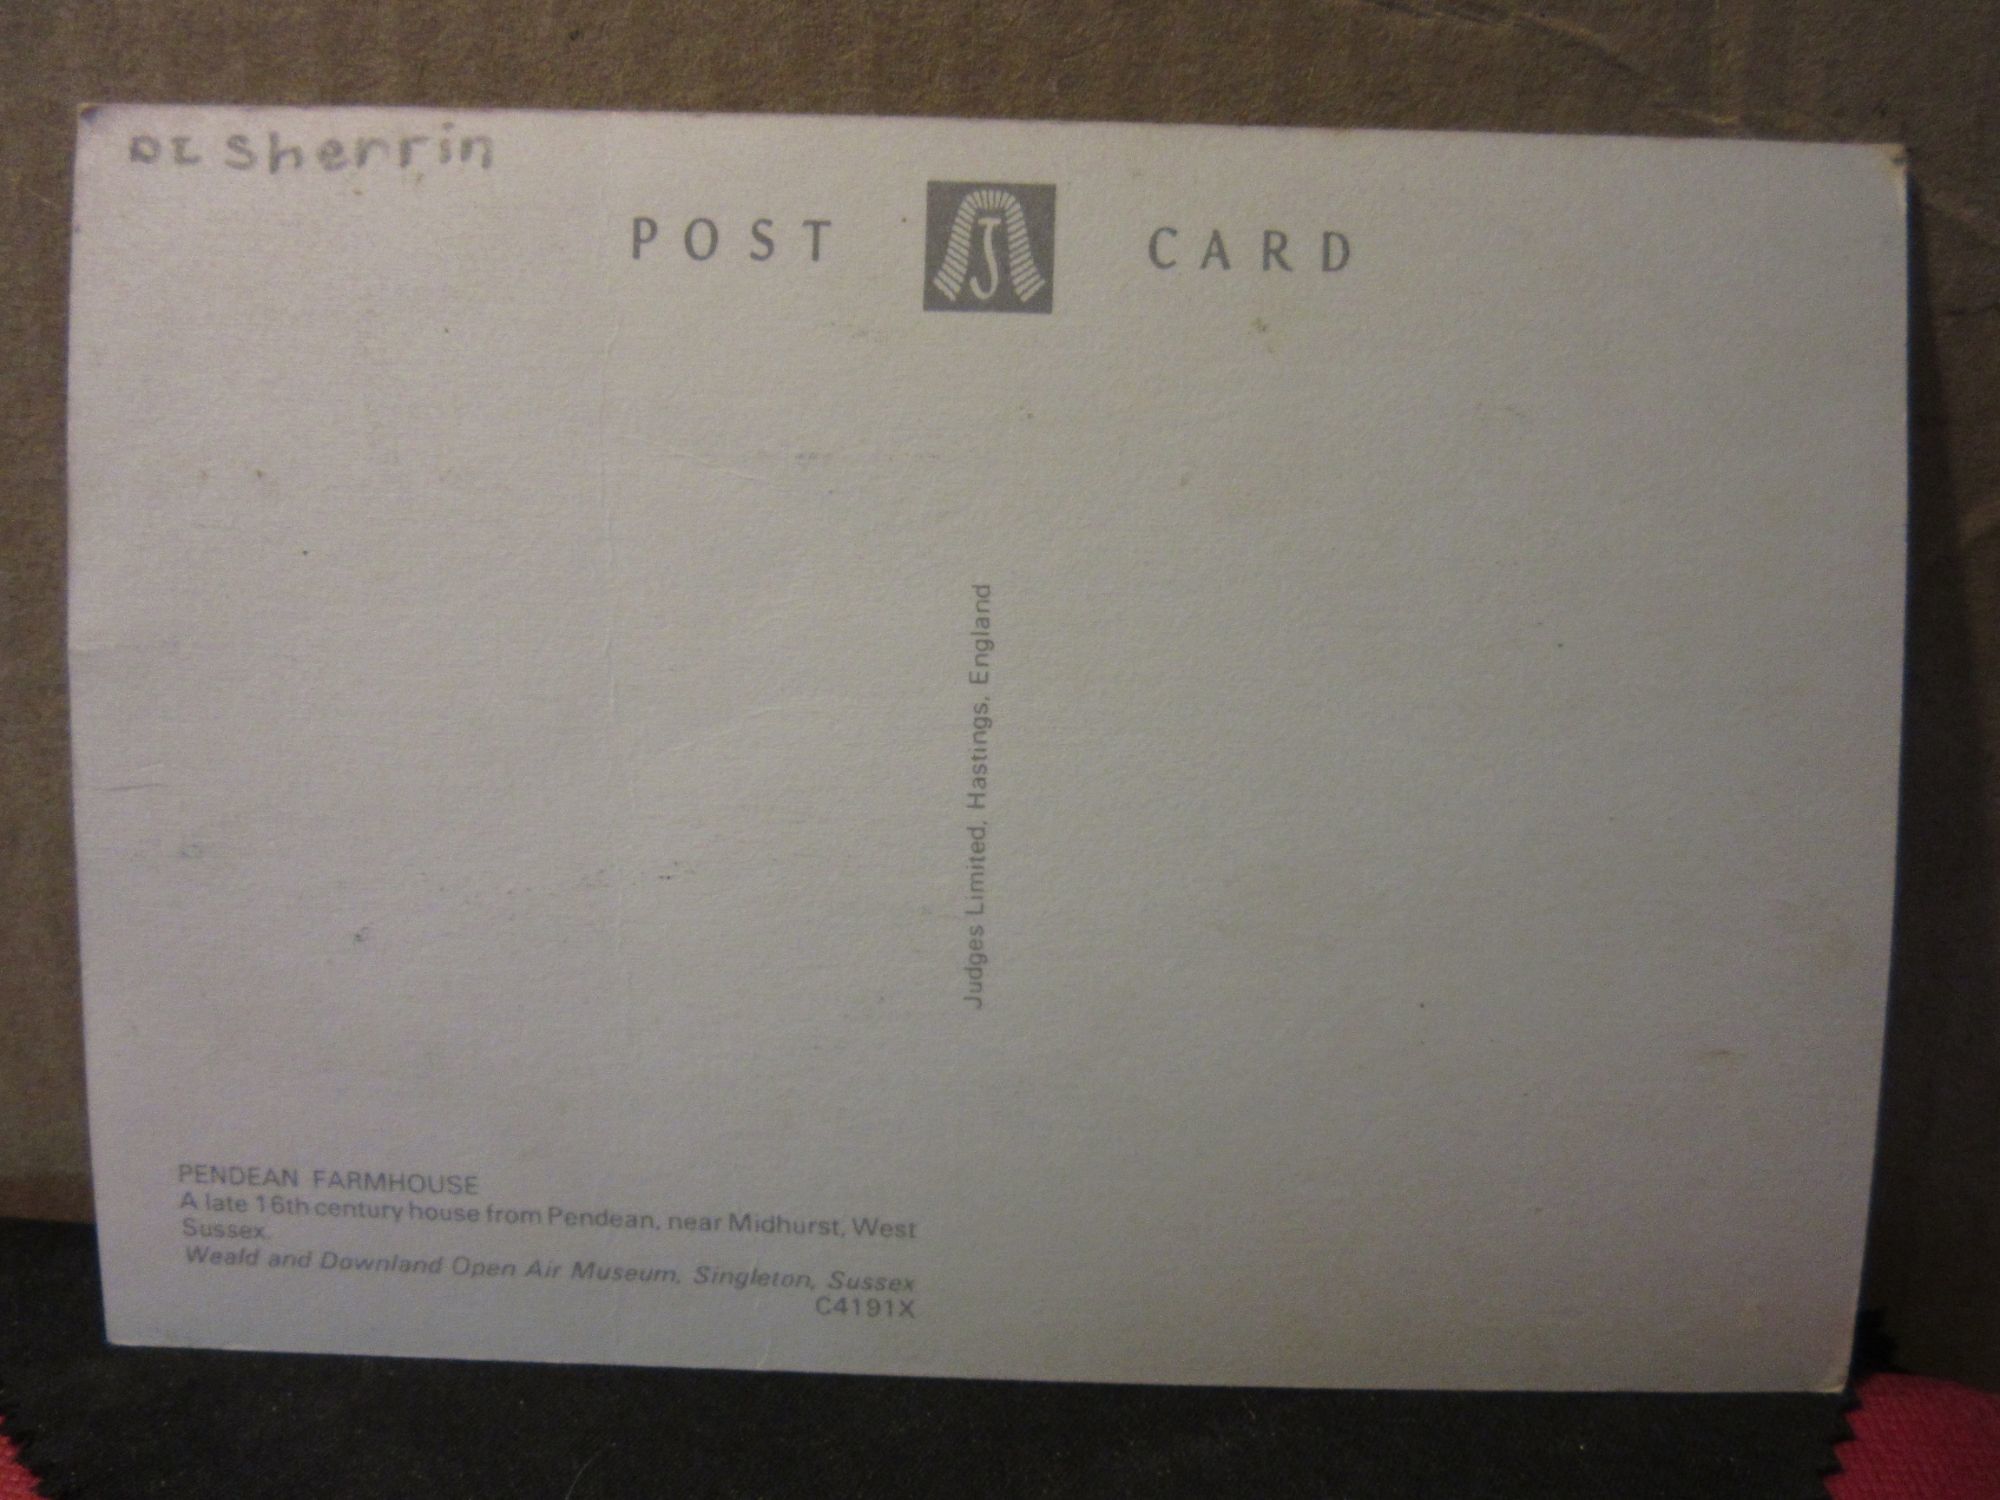 DI Sherrin
POST J CARD
Judges Limited, Hastings, England
PENDEAN FARMHOUSE
A late 16th century house from Pendean, near Midhurst, West
Sussex.
Weald and Downland Open Air Museum, Singleton, Sussex
C4191X